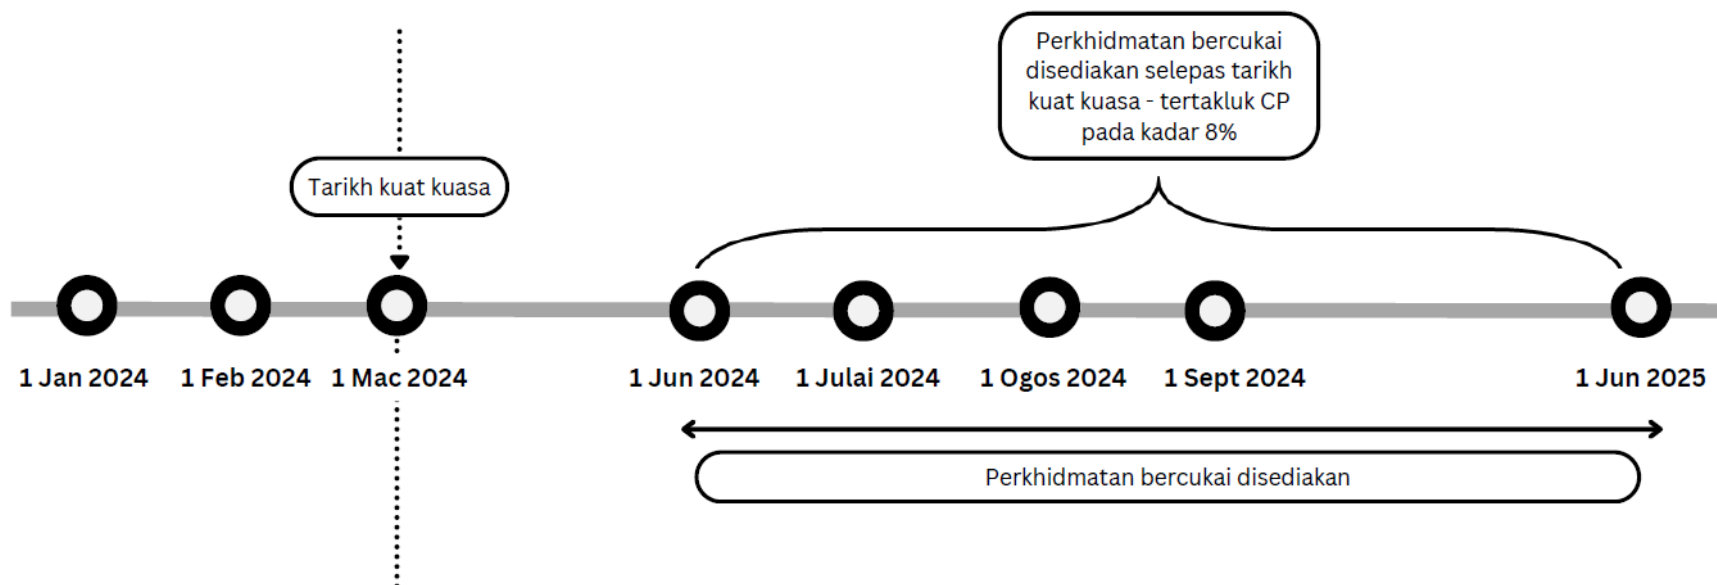 Perkhidmatan bercukai
disediakan selepas tarikh
kuat kuasa - tertakluk CP
pada kadar 8%
Tarikh kuat kuasa
1 Jan 2024
1 Feb 2024
1 Mac 2024
1 Jun 2024
1 Julai 2024
1 Ogos 2024
1 Sept 2024
1 Jun 2025
Perkhidmatan bercukai disediakan